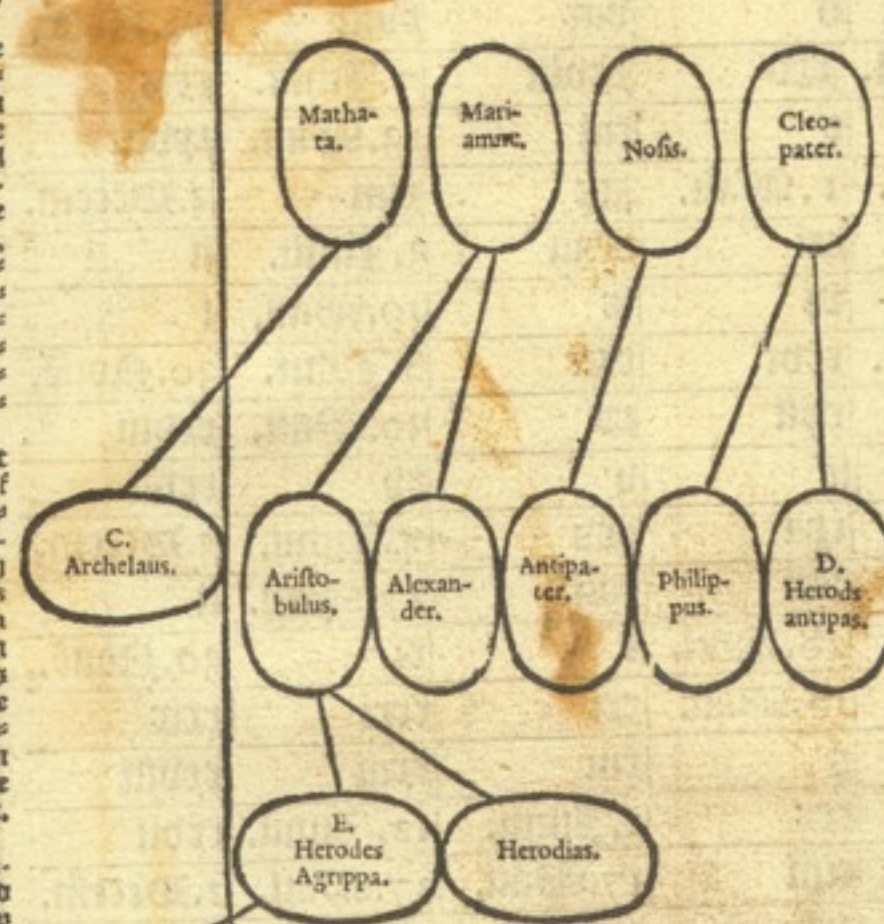 Matha-
ta.
Mari-
amne.
Noſis.
Cleo-
pater.
C.
Archelaus.
Ariſto-
bulus.
Alexan-
der.
Antipa-
ter.
Philip-
pus.
D.
Herods
antipas.
E.
Herodes
Agrippa.
Herodias.